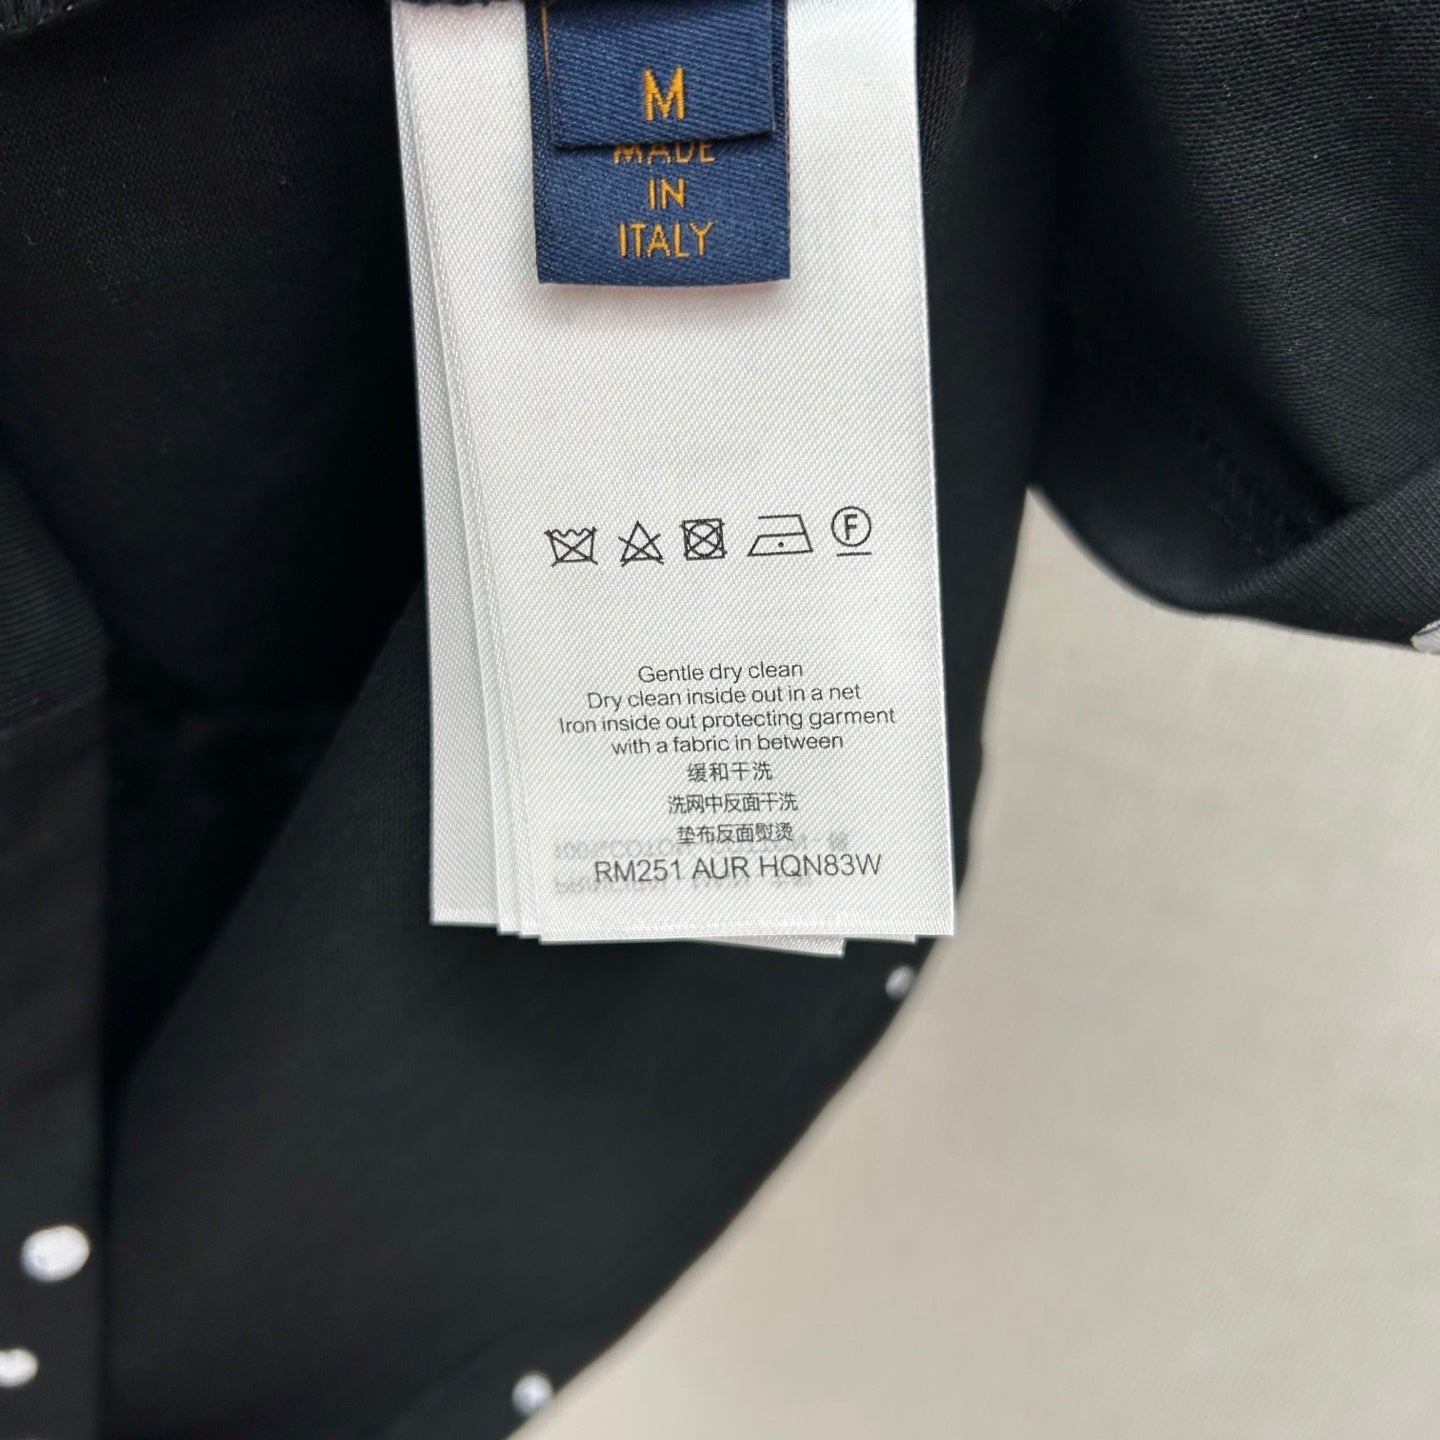 M
MADE
IN
ITALY
F
Gentle dry clean
Dry clean inside out in a net
Iron inside out protecting garment
with a fabric in between
缓和干洗
洗网中反面干洗
垫布反面熨烫
RM251 AUR HQN83W